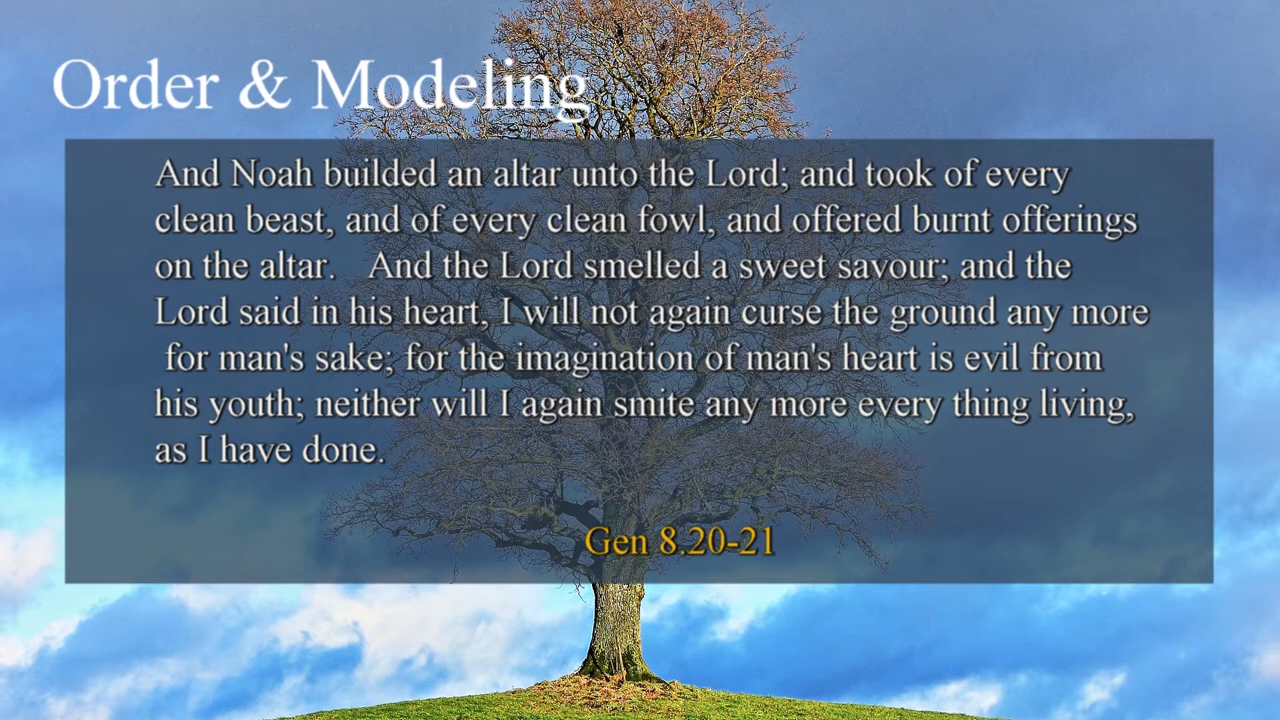 Order & Modeling
And Noah builded an altar unto the Lord; and took of every
clean beast, and of every clean fowl, and offered burnt offerings
on the altar.   And the Lord smelled a sweet savour; and the
Lord said in his heart, I will not again curse the ground any more
for man's sake; for the imagination of man's heart is evil from
his youth; neither will I again smite any more every thing living,
as I have done.
Gen 8.20-21